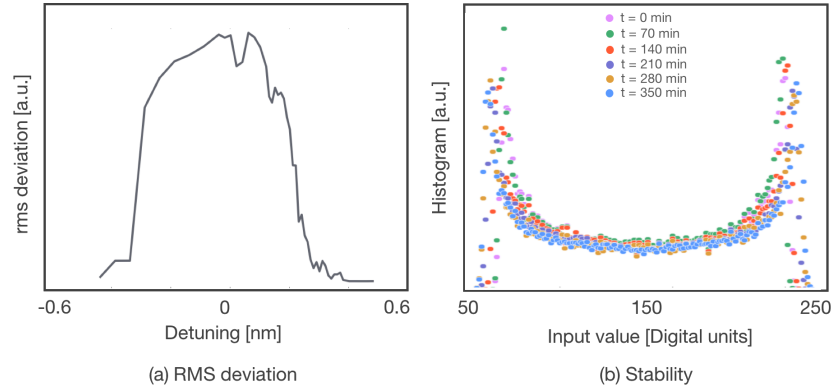 rms deviation [a.u.]
-0.6
0
0.6
Detuning [nm]
(a) RMS deviation
Histogram [a.u.]
t = 0 min
t = 70 min
t = 140 min
t = 210 min
t = 280 min
t = 350 min
50
150
250
Input value [Digital units]
(b) Stability